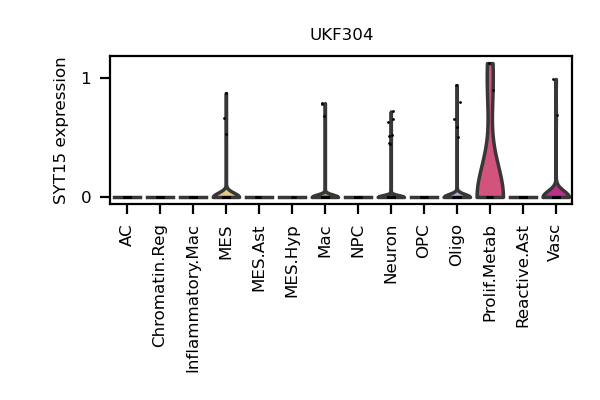 UKF304
SYT15 expression
1
0
AC
Chromatin.Reg
Inflammatory.Mac
MES
MES.Ast
MES.Hyp
Mac
NPC
Neuron
OPC
Oligo
Prolif.Metab
Reactive.Ast
Vasc